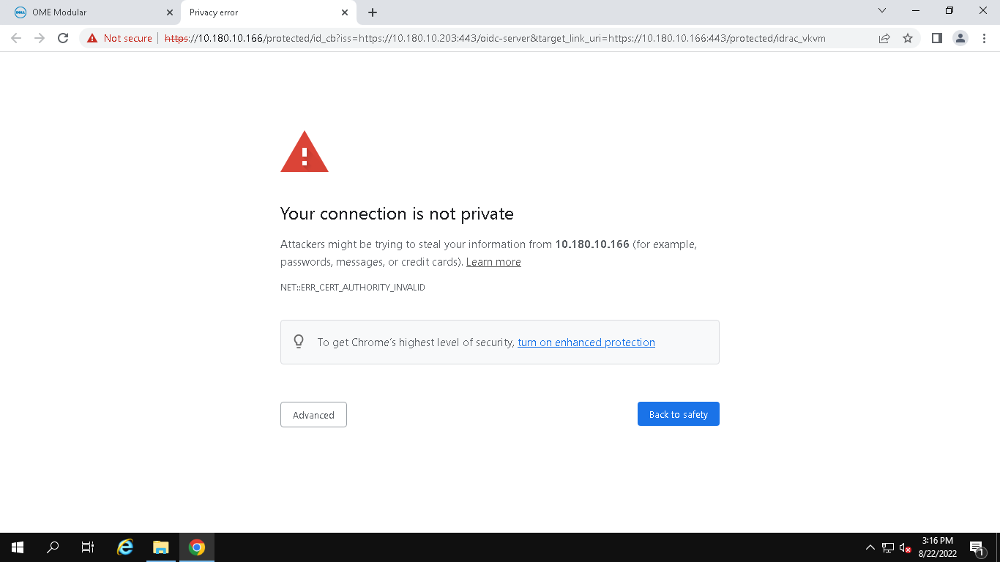 DELL OME Modular
Privacy error
Not secure https://10.180.10.166/protected/id_cb?iss=https://10.180.10.203:443/oidc-server&target_link_uri=https://10.180.10.166:443/protected/idrac_vkvm
Your connection is not private
Attackers might be trying to steal your information from 10.180.10.166 (for example,
passwords, messages, or credit cards). Learn more
NET::ERR_CERT_AUTHORITY_INVALID
To get Chrome's highest level of security, turn on enhanced protection
Advanced
Back to safety
3:16 PM
8/22/2022
1